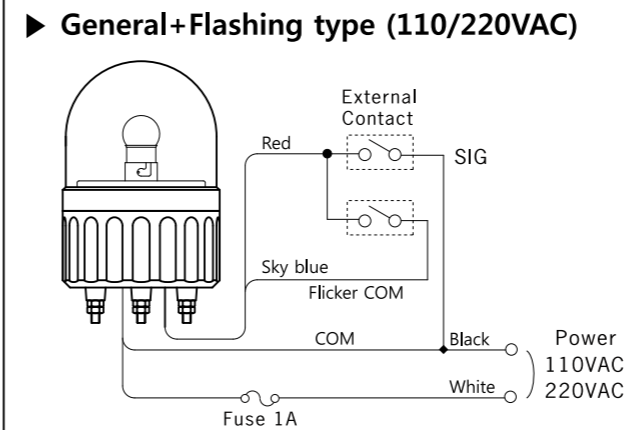 ▶ General+Flashing type (110/220VAC)
External
Contact
Red
SIG
Sky blue
Flicker COM
COM
Black
Power
110VAC
White
220VAC
Fuse 1A